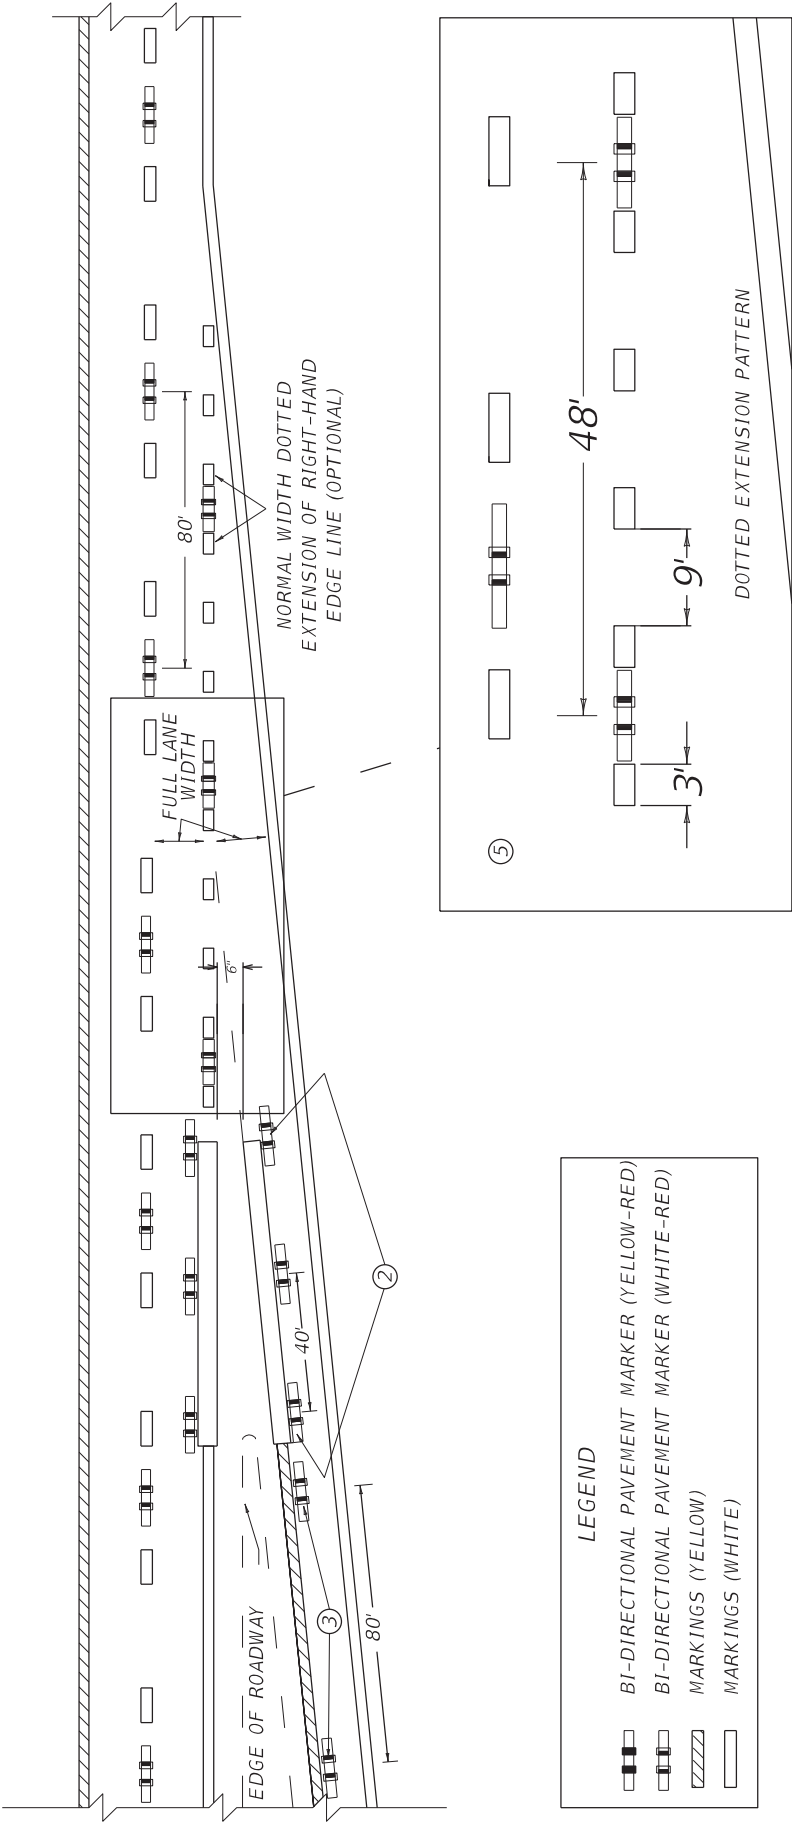 80'
NORMAL WIDTH DOTTED
EXTENSION OF RIGHT-HAND
EDGE LINE (OPTIONAL)
FULL LANE
WIDTH
6"
2
40'
3
80'
EDGE OF ROADWAY
5
48'
9'
3'
DOTTED EXTENSION PATTERN
LEGEND
BI-DIRECTIONAL PAVEMENT MARKER (YELLOW-RED)
BI-DIRECTIONAL PAVEMENT MARKER (WHITE-RED)
MARKINGS (YELLOW)
MARKINGS (WHITE)